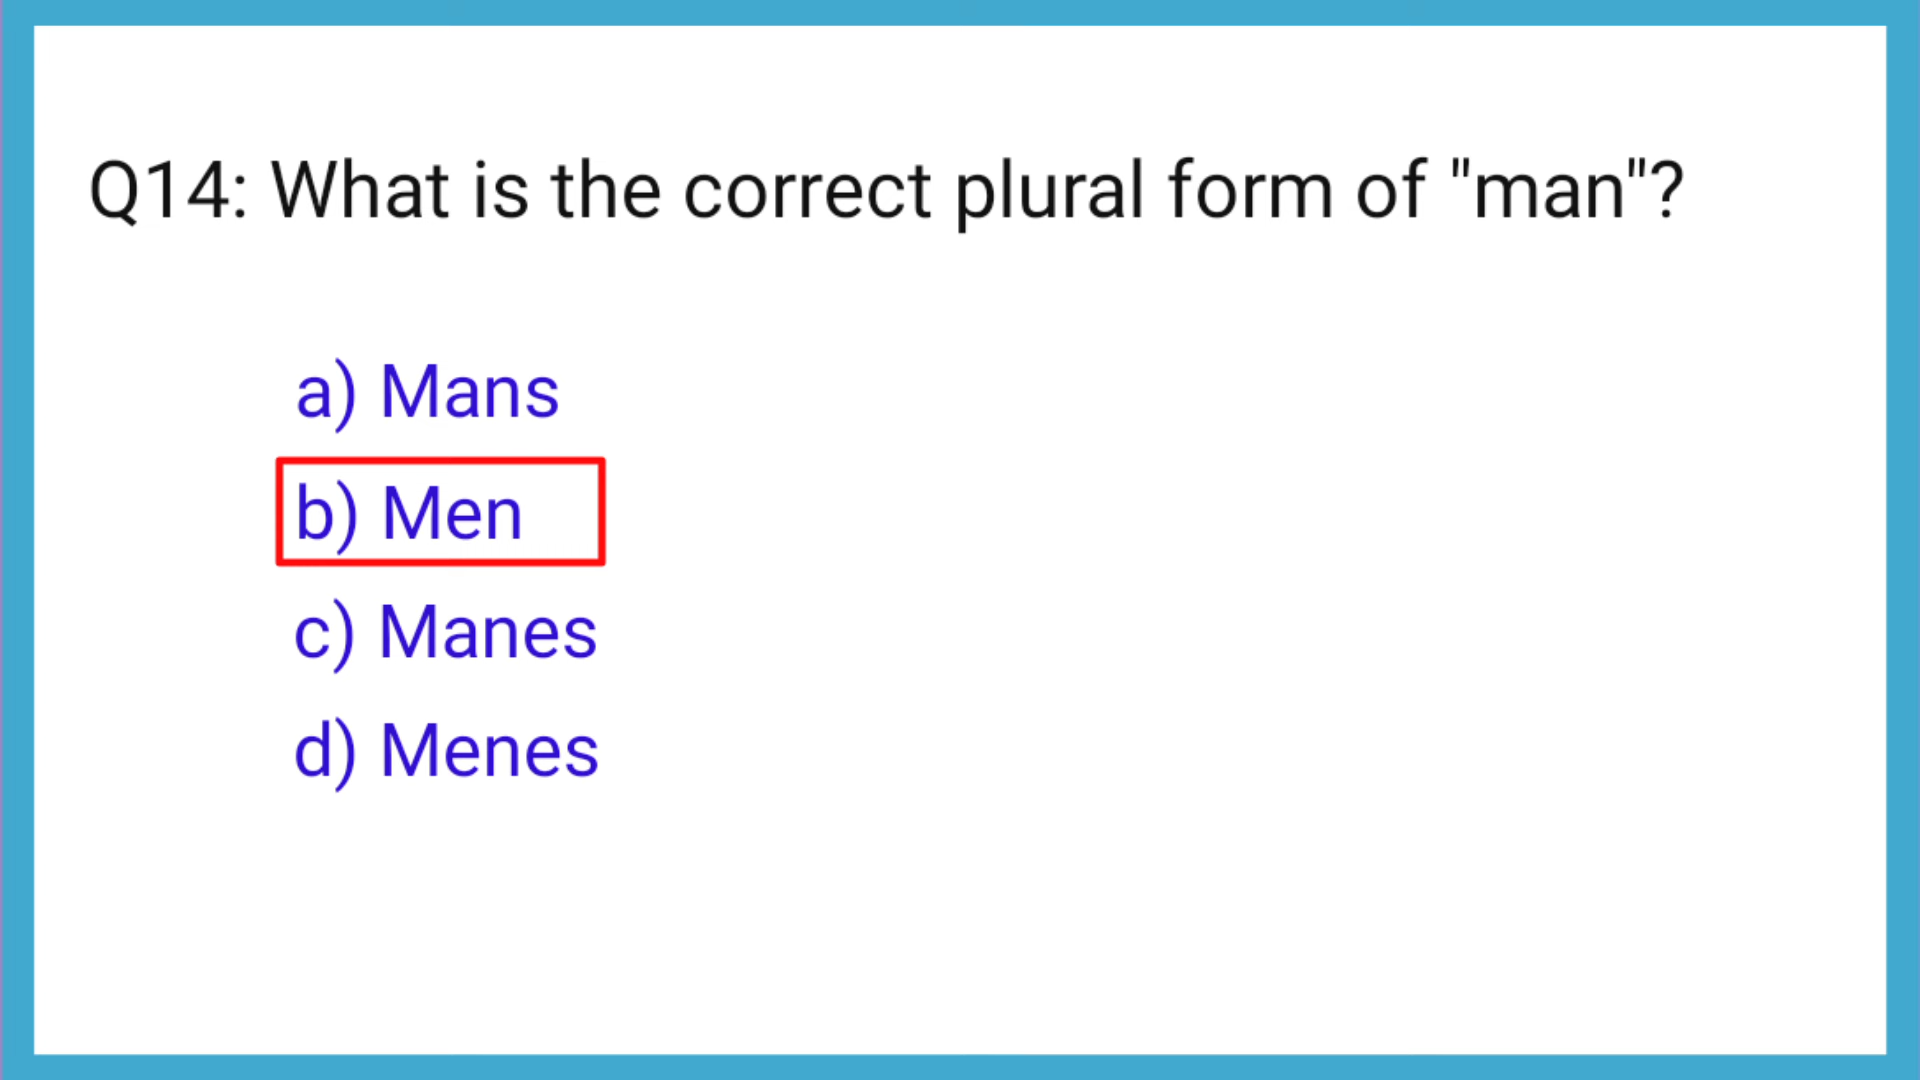 Q14: What is the correct plural form of "man"?
a) Mans
b) Men
c) Manes
d) Menes